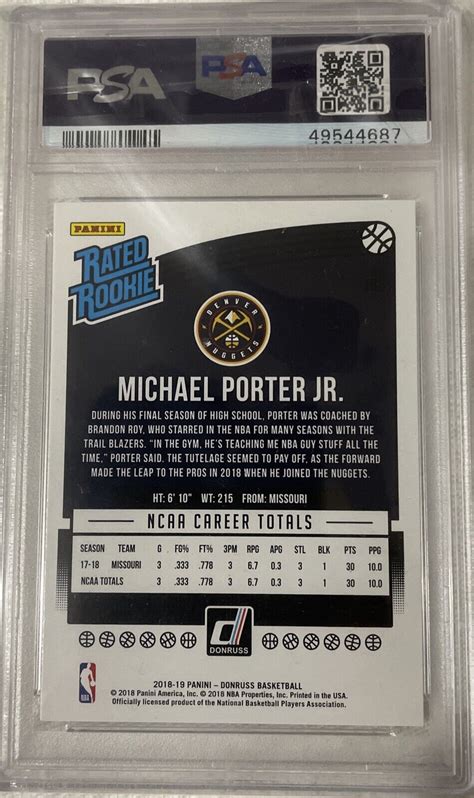 PSA
PSA
49544687
PANINI
RATED
ROOKIE
DENVER
NUGGETS
MICHAEL PORTER JR.
DURING HIS FINAL SEASON OF HIGH SCHOOL, PORTER WAS COACHED BY
BRANDON ROY, WHO STARRED IN THE NBA FOR MANY SEASONS WITH THE
TRAIL BLAZERS. "IN THE GYM, HE'S TEACHING ME NBA GUY STUFF ALL THE
TIME," PORTER SAID. THE TUTELAGE SEEMED TO PAY OFF, AS THE FORWARD
MADE THE LEAP TO THE PROS IN 2018 WHEN HE JOINED THE NUGGETS.
HT: 6' 10" WT: 215 FROM: MISSOURI
NCAA CAREER TOTALS
SEASON TEAM G FG% FT% 3PM RPG APG STL BLK PTS PPG
17-18 MISSOURI 3 .333 .778 3 6.7 0.3 3 1 30 10.0
NCAA TOTALS 3 .333 .778 3 6.7 0.3 3 1 30 10.0
d
DONRUSS
NBA
2018-19 PANINI - DONRUSS BASKETBALL
© 2018 Panini America, Inc. © 2018 NBA Properties, Inc. Printed in the USA.
Officially licensed product of the National Basketball Players Association.